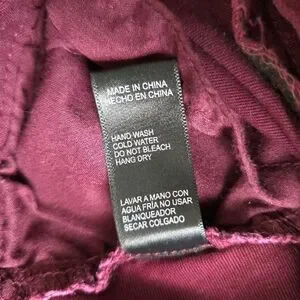 MADE IN CHINA
HECHO EN CHINA
HAND WASH
COLD WATER
DO NOT BLEACH
HANG DRY
LAVAR A MANO CON
AGUA FRÍA NO USAR
BLANQUEADOR
SECAR COLGADO